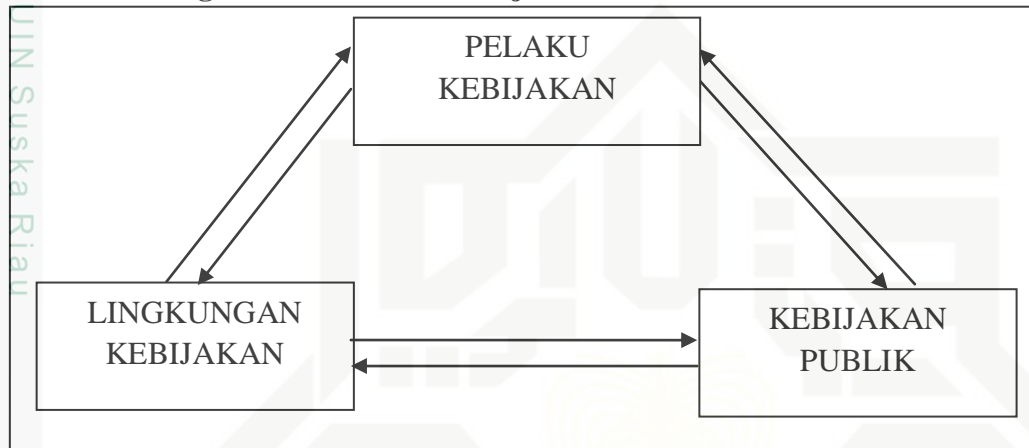 PELAKU
KEBIJAKAN
LINGKUNGAN
KEBIJAKAN
KEBIJAKAN
PUBLIK
UIN Suska Riau